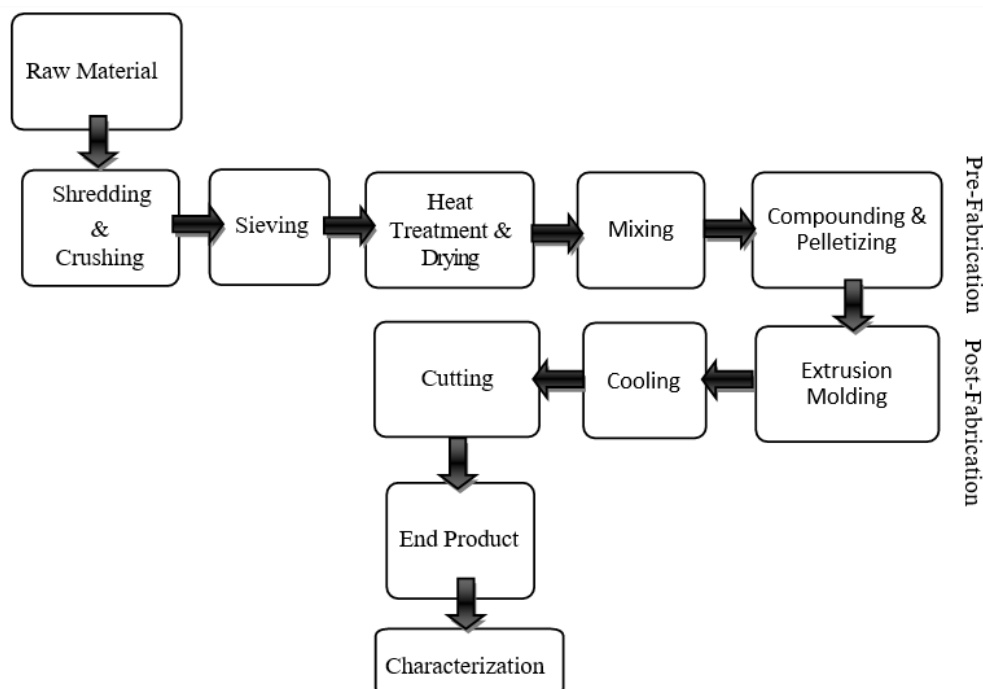 Raw Material
Shredding
&
Crushing
Sieving
Heat
Treatment &
Drying
Mixing
Compounding &
Pelletizing
Pre-Fabrication
Extrusion
Molding
Cooling
Cutting
Post-Fabrication
End Product
Characterization